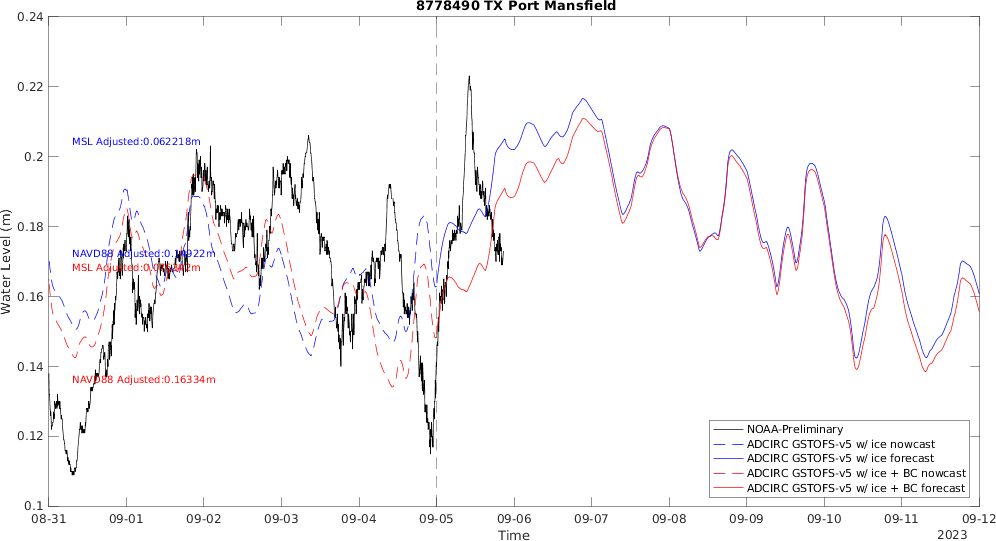 8778490 TX Port Mansfield
Water Level (m)
0.24
0.22
0.2
0.18
0.16
0.14
0.12
0.1
MSL Adjusted:0.062218m
NAVD88 Adjusted:
MSL Adjusted:
NAVD88 Adjusted:0.16334m
NOAA-Preliminary
ADCIRC GSTOFS-v5 w/ ice nowcast
ADCIRC GSTOFS-v5 w/ ice forecast
ADCIRC GSTOFS-v5 w/ ice + BC nowcast
ADCIRC GSTOFS-v5 w/ ice + BC forecast
08-31 09-01 09-02 09-03 09-04 09-05 09-06 09-07 09-08 09-09 09-10 09-11 09-12
Time
2023